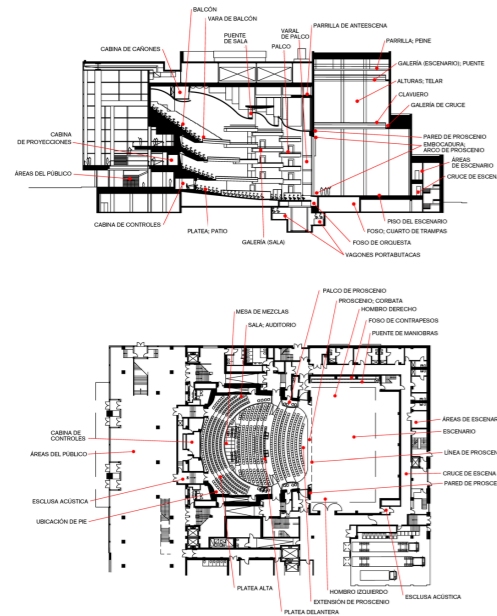 BALCÓN
VARA DE BALCÓN
PUENTE
DE SALA
VARAL
DE PALCO
PARRILLA DE ANTEESCENA
CABINA DE CAÑONES
PALCO
PARRILLA; PEINE
GALERÍA (ESCENARIO); PUENTE
ALTURAS; TELAR
CLAVIJERO
GALERÍA DE CRUCE
CABINA
DE PROYECCIONES
PARED DE PROSCENIO
EMBOCADURA;
ARCO DE PROSCENIO
ÁREAS DEL PÚBLICO
ÁREAS
DE ESCENARIO
CRUCE DE ESCEN
CABINA DE CONTROLES
PLATEA; PATIO
GALERÍA (SALA)
PISO DEL ESCENARIO
FOSO; CUARTO DE TRAMPAS
FOSO DE ORQUESTA
VAGONES PORTABUTACAS
PALCO DE PROSCENIO
PROSCENIO; CORBATA
HOMBRO DERECHO
FOSO DE CONTRAPESOS
PUENTE DE MANIOBRAS
MESA DE MEZCLAS
SALA; AUDITORIO
CABINA DE
CONTROLES
ÁREAS DEL PÚBLICO
ÁREAS DE ESCENAR
ESCENARIO
LÍNEA DE PROSCEN
CRUCE DE ESCENA
PARED DE PROSCE
ESCLUSA ACÚSTICA
UBICACIÓN DE PIE
PLATEA ALTA
PLATEA DELANTERA
EXTENSIÓN DE PROSCENIO
HOMBRO IZQUIERDO
ESCLUSA ACÚSTICA